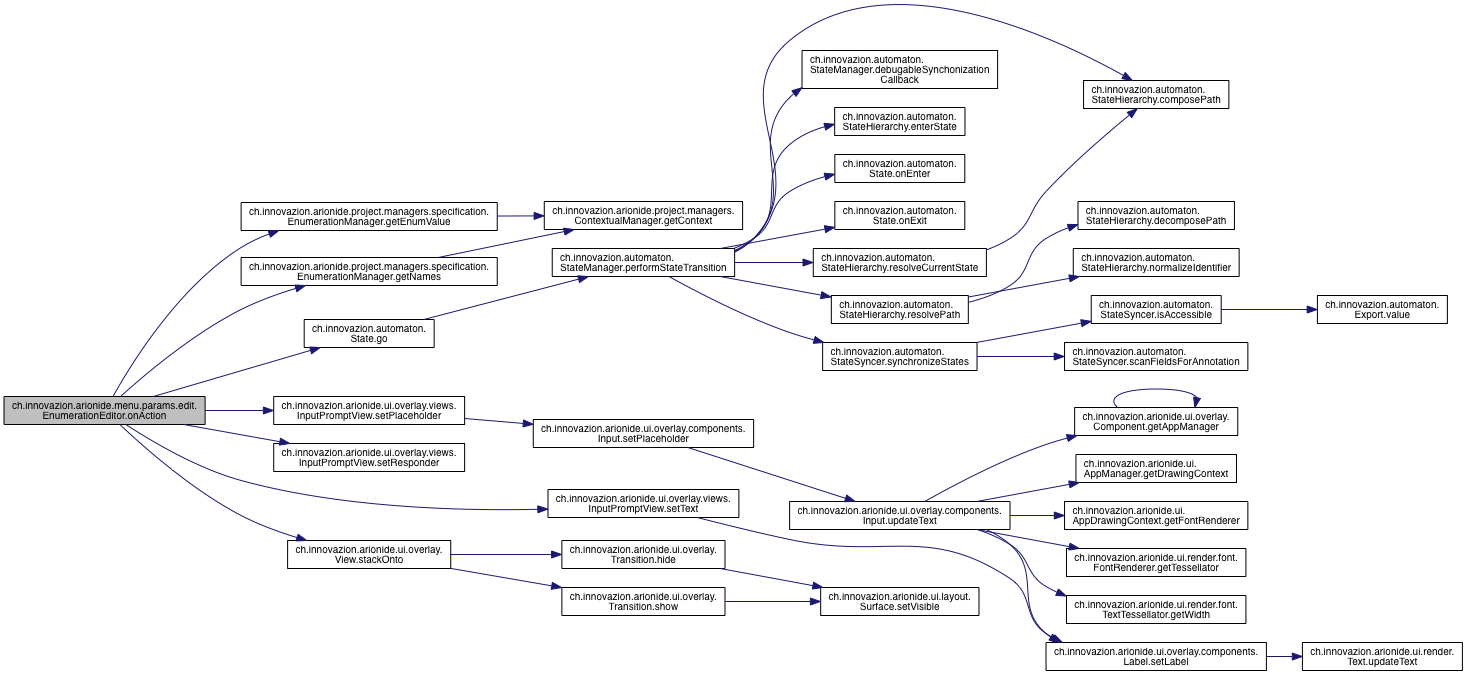 ch.innovazion.automaton.
StateManager.debugableSynchonization
Callback
ch.innovazion.automaton.
StateHierarchy.composePath
ch.innovazion.automaton.
StateHierarchy.enterState
ch.innovazion.automaton.
State.onEnter
ch.innovazion.arionide.project.managers.specification.
EnumerationManager.getEnumValue
ch.innovazion.arionide.project.managers.
ContextualManager.getContext
ch.innovazion.automaton.
State.onExit
ch.innovazion.automaton.
StateHierarchy.decomposePath
ch.innovazion.arionide.project.managers.specification.
EnumerationManager.getNames
ch.innovazion.automaton.
StateManager.performStateTransition
ch.innovazion.automaton.
StateHierarchy.resolveCurrentState
ch.innovazion.automaton.
StateHierarchy.normalizeIdentifier
ch.innovazion.automaton.
StateHierarchy.resolvePath
ch.innovazion.automaton.
StateSyncer.isAccessible
ch.innovazion.automaton.
Export.value
ch.innovazion.automaton.
State.go
ch.innovazion.automaton.
StateSyncer.synchronizeStates
ch.innovazion.automaton.
StateSyncer.scanFieldsForAnnotation
ch.innovazion.arionide.menu.params.edit.
EnumerationEditor.onAction
ch.innovazion.arionide.ui.overlay.views.
InputPromptView.setPlaceholder
ch.innovazion.arionide.ui.overlay.components.
Input.setPlaceholder
ch.innovazion.arionide.ui.overlay.
Component.getAppManager
ch.innovazion.arionide.ui.overlay.views.
InputPromptView.setResponder
ch.innovazion.arionide.ui.
AppManager.getDrawingContext
ch.innovazion.arionide.ui.overlay.views.
InputPromptView.setText
ch.innovazion.arionide.ui.overlay.components.
Input.updateText
ch.innovazion.arionide.ui.
AppDrawingContext.getFontRenderer
ch.innovazion.arionide.ui.overlay.
View.stackOnto
ch.innovazion.arionide.ui.overlay.
Transition.hide
ch.innovazion.arionide.ui.render.font.
FontRenderer.getTessellator
ch.innovazion.arionide.ui.overlay.
Transition.show
ch.innovazion.arionide.ui.layout.
Surface.setVisible
ch.innovazion.arionide.ui.render.font.
TextTessellator.getWidth
ch.innovazion.arionide.ui.overlay.components.
Label.setLabel
ch.innovazion.arionide.ui.render.
Text.updateText